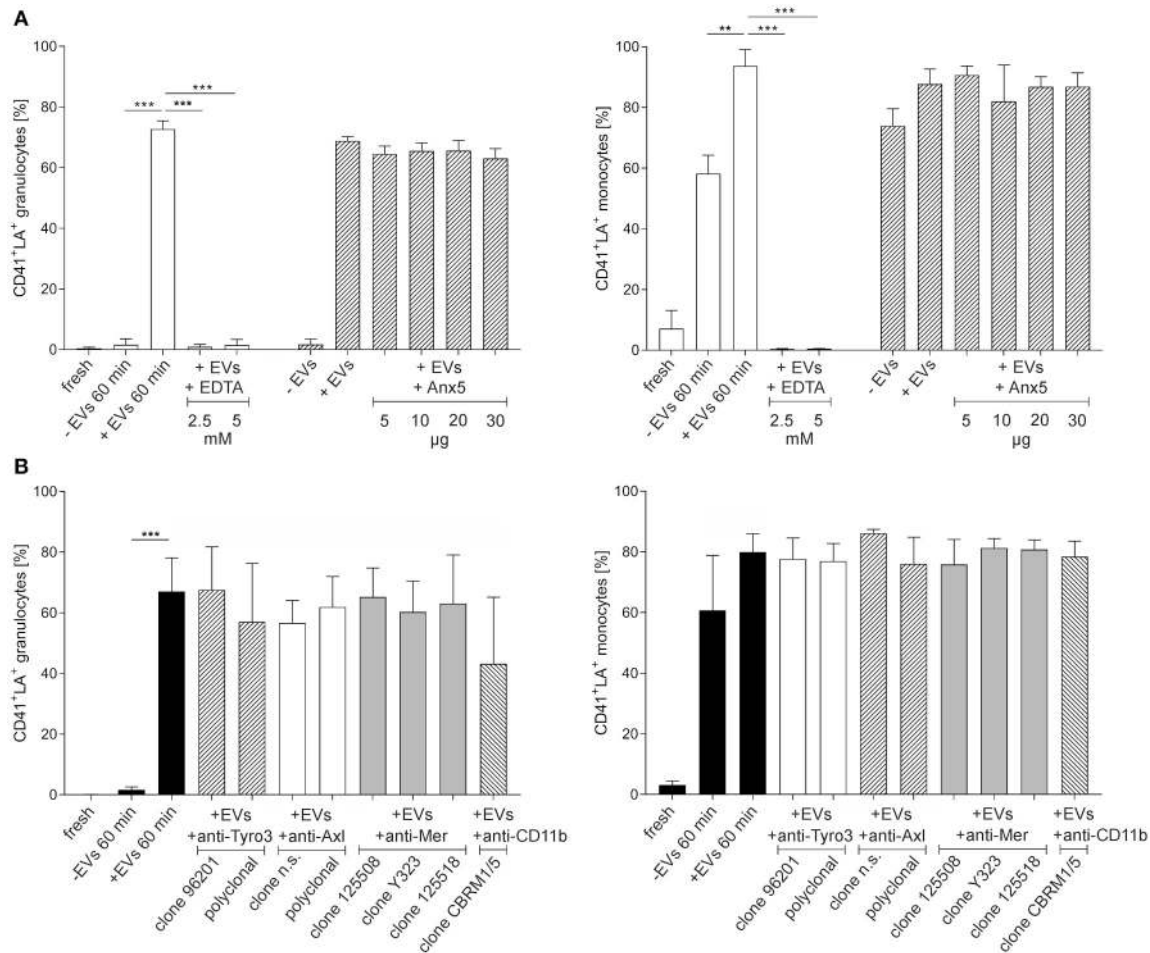 A
CD41⁺LA⁺ granulocytes [%]
100
80
60
40
20
0
***
***
***
fresh
- EVs 60 min
+ EVs 60 min
+ EVs
+ EDTA
2.5 5
mM
- EVs
+ EVs
+ EVs
+ Anx5
5 10 20 30
µg
CD41⁺LA⁺ monocytes [%]
100
80
60
40
20
0
***
** ***
fresh
- EVs 60 min
+ EVs 60 min
+ EVs
+ EDTA
2.5 5
mM
- EVs
+ EVs
+ EVs
+ Anx5
5 10 20 30
µg
B
CD41⁺LA⁺ granulocytes [%]
100
80
60
40
20
0
***
fresh
-EVs 60 min
+EVs 60 min
+EVs +EVs +EVs +EVs
+anti-Tyro3 +anti-Axl +anti-Mer +anti-CD11b
clone 96201
polyclonal
clone n.s.
polyclonal
clone 125508
clone Y323
clone 125518
clone CBRM1/5
CD41⁺LA⁺ monocytes [%]
100
80
60
40
20
0
fresh
-EVs 60 min
+EVs 60 min
+EVs +EVs +EVs +EVs
+anti-Tyro3 +anti-Axl +anti-Mer +anti-CD11b
clone 96201
polyclonal
clone n.s.
polyclonal
clone 125508
clone Y323
clone 125518
clone CBRM1/5